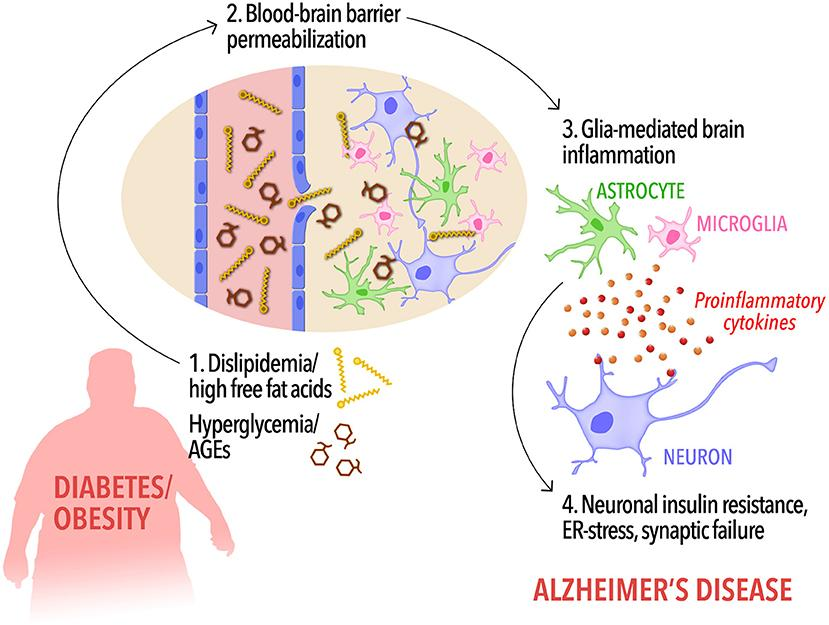 2. Blood-brain barrier
permeabilization
3. Glia-mediated brain
inflammation
ASTROCYTE
MICROGLIA
Proinflammatory
cytokines
1. Dislipidemia/
high free fat acids
Hyperglycemia/
AGEs
DIABETES/
OBESITY
NEURON
4. Neuronal insulin resistance,
ER-stress, synaptic failure
ALZHEIMER'S DISEASE